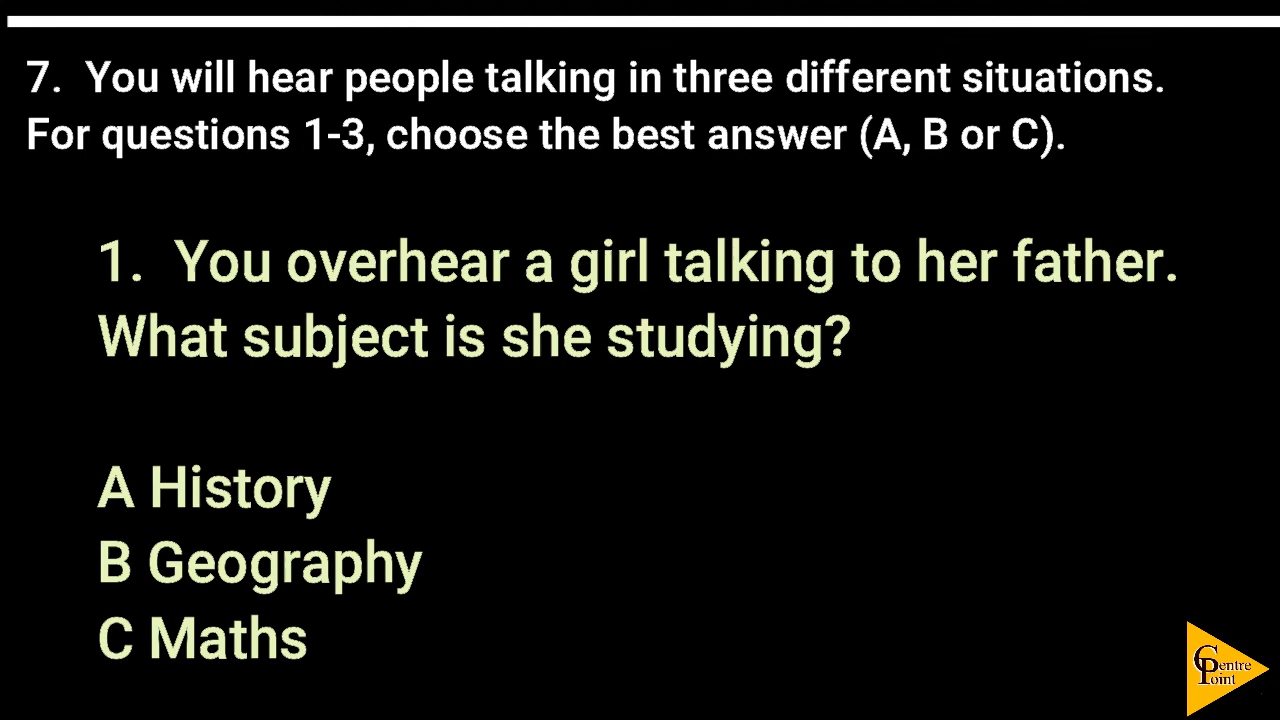 7. You will hear people talking in three different situations.
For questions 1-3, choose the best answer (A, B or C).
1. You overhear a girl talking to her father.
What subject is she studying?
A History
B Geography
C Maths
Centre
Point